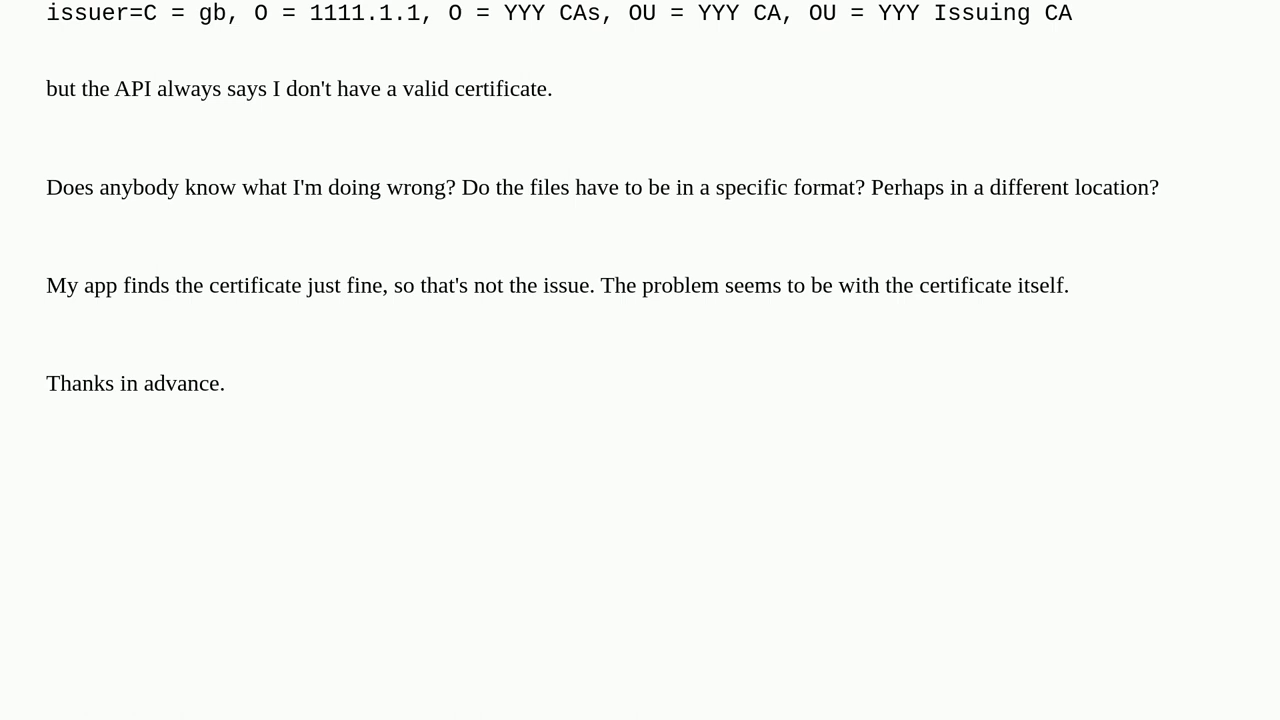 issuer=C = gb, O = 1111.1.1, O = YYY CAs, OU = YYY CA, OU = YYY Issuing CA
but the API always says I don't have a valid certificate.
Does anybody know what I'm doing wrong? Do the files have to be in a specific format? Perhaps in a different location?
My app finds the certificate just fine, so that's not the issue. The problem seems to be with the certificate itself.
Thanks in advance.